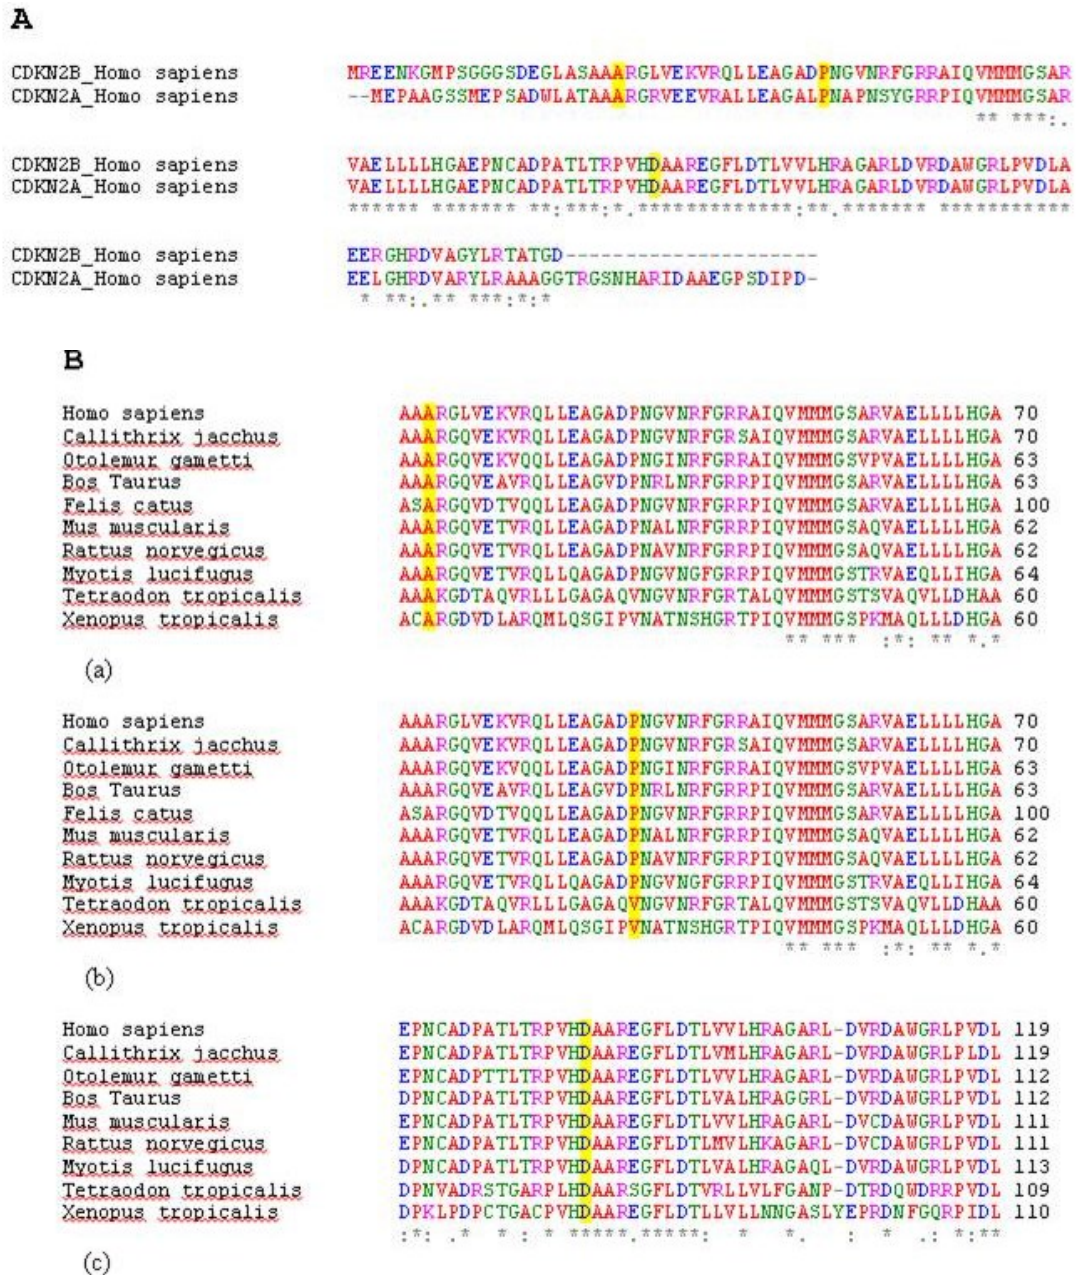 A
CDKN2B_Homo sapiens MREENKGMPSGGGSDEGLASAAARGLVEKVRQLLEAGADPNGVNRFGRRAIQVMMMGSAR
CDKN2A_Homo sapiens --MEPAAGSSMEPSADWLATAAARGRVEEVRALLEAGALPNAPNSYGRRPIQVMMMGSAR
** ***:.
CDKN2B_Homo sapiens VAELLLLHGAEPNCADPATLTRPVHDAAREGFLDTLVVLHRAGARLDVRDAWGRLPVDLA
CDKN2A_Homo sapiens VAELLLLHGAEPNCADPATLTRPVHDAAREGFLDTLVVLHRAGARLDVRDAWGRLPVDLA
****** ******* **:***:*.*************:**.******* ***********
CDKN2B_Homo sapiens EERGHRDVAGYLRTATGD---------------------
CDKN2A_Homo sapiens EELGHRDVARYLRAAAGGTRGSNHARIDAAEGPSDIPD-
* **:.** ***:*:*
B
Homo sapiens AAARGLVEKVRQLLEAGADPNGVNRFGRRAIQVMMMGSARVAELLLLHGA 70
Callithrix jacchus AAARGQVEKVRQLLEAGADPNGVNRFGRSAIQVMMMGSARVAELLLLHGA 70
Otolemur gametti AAARGQVEKVQQLLEAGADPNGINRFGRRAIQVMMMGSVPVAELLLLHGA 63
Bos Taurus AAARGQVEAVRQLLEAGVDPNRLNRFGRRPIQVMMMGSARVAELLLLHGA 63
Felis catus ASARGQVDTVQQLLEAGADPNGVNRFGRRPIQVMMMGSARVAELLLLHGA 100
Mus muscularis AAARGQVETVRQLLEAGADPNALNRFGRRPIQVMMMGSAQVAELLLLHGA 62
Rattus norvegicus AAARGQVETVRQLLEAGADPNAVNRFGRRPIQVMMMGSAQVAELLLLHGA 62
Myotis lucifugus AAARGQVETVRQLLQAGADPNGVNGFGRRPIQVMMMGSTRVAEQLLIHGA 64
Tetraodon tropicalis AAAKGDTAQVRLLLGAGAQVNGVNRFGRTALQVMMMGSTSVAQVLLDHAA 60
Xenopus tropicalis ACARGDVDLARQMLQSGIPVNATNSHGRTPIQVMMMGSPKMAQLLLDHGA 60
** *** :*: ** *.*
(a)
Homo sapiens AAARGLVEKVRQLLEAGADPNGVNRFGRRAIQVMMMGSARVAELLLLHGA 70
Callithrix jacchus AAARGQVEKVRQLLEAGADPNGVNRFGRSAIQVMMMGSARVAELLLLHGA 70
Otolemur gametti AAARGQVEKVQQLLEAGADPNGINRFGRRAIQVMMMGSVPVAELLLLHGA 63
Bos Taurus AAARGQVEAVRQLLEAGVDPNRLNRFGRRPIQVMMMGSARVAELLLLHGA 63
Felis catus ASARGQVDTVQQLLEAGADPNGVNRFGRRPIQVMMMGSARVAELLLLHGA 100
Mus muscularis AAARGQVETVRQLLEAGADPNALNRFGRRPIQVMMMGSAQVAELLLLHGA 62
Rattus norvegicus AAARGQVETVRQLLEAGADPNAVNRFGRRPIQVMMMGSAQVAELLLLHGA 62
Myotis lucifugus AAARGQVETVRQLLQAGADPNGVNGFGRRPIQVMMMGSTRVAEQLLIHGA 64
Tetraodon tropicalis AAAKGDTAQVRLLLGAGAQVNGVNRFGRTALQVMMMGSTSVAQVLLDHAA 60
Xenopus tropicalis ACARGDVDLARQMLQSGIPVNATNSHGRTPIQVMMMGSPKMAQLLLDHGA 60
** *** :*: ** *.*
(b)
Homo sapiens EPNCADPATLTRPVHDAAREGFLDTLVVLHRAGARL-DVRDAWGRLPVDL 119
Callithrix jacchus EPNCADPATLTRPVHDAAREGFLDTLVMLHRAGARL-DVRDAWGRLPLDL 119
Otolemur gametti EPNCADPTTLTRPVHDAAREGFLDTLVVLHRAGARL-DVRDAWGRLPVDL 112
Bos Taurus DPNCADPATLTRPVHDAAREGFLDTLVALHRAGGRL-DVRDAWGRLPVDL 112
Mus muscularis EPNCADPATLTRPVHDAAREGFLDTLVVLHRAGARL-DVCDAWGRLPVDL 111
Rattus norvegicus EPNCADPATLTRPVHDAAREGFLDTLMVLHKAGARL-DVCDAWGRLPVDL 111
Myotis lucifugus DPNCADPATLTRPVHDAAREGFLDTLVALHRAGAQL-DVRDAWGRLPVDL 113
Tetraodon tropicalis DPNVADRSTGARPLHDAARSGFLDTVRLLVLFGANP-DTRDQWDRRPVDL 109
Xenopus tropicalis DPKLPDPCTGACPVHDAAREGFLDTLLVLLNNGASLYEPRDNFGQRPIDL 110
:*: .* * : *:*****.*****: * *. : * .: *:**
(c)